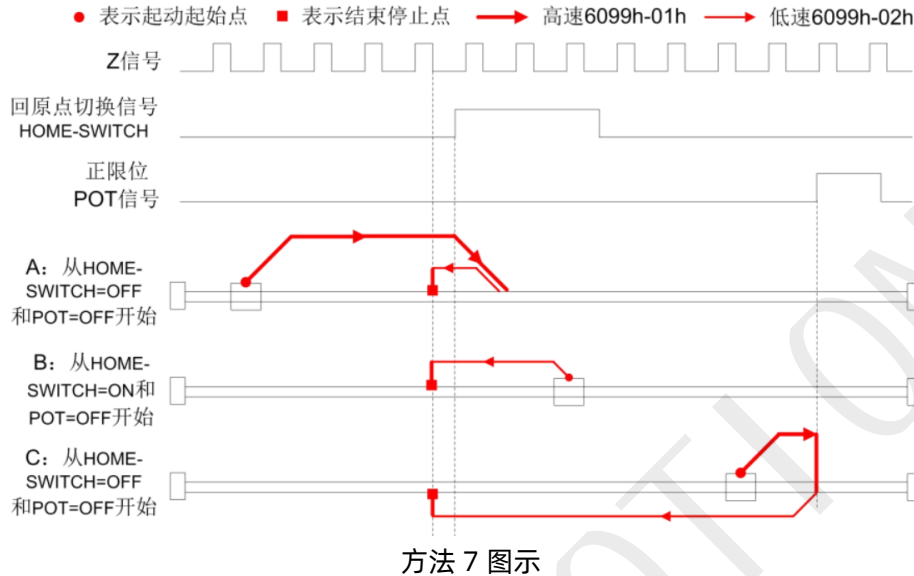 表示起动起始点 表示结束停止点 高速6099h-01h 低速6099h-02h
Z信号
回原点切换信号
HOME-SWITCH
正限位
POT信号
A：从HOME-
SWITCH=OFF
和POT=OFF开始
B：从HOME-
SWITCH=ON和
POT=OFF开始
C：从HOME-
SWITCH=OFF
和POT=OFF开始
方法 7 图示